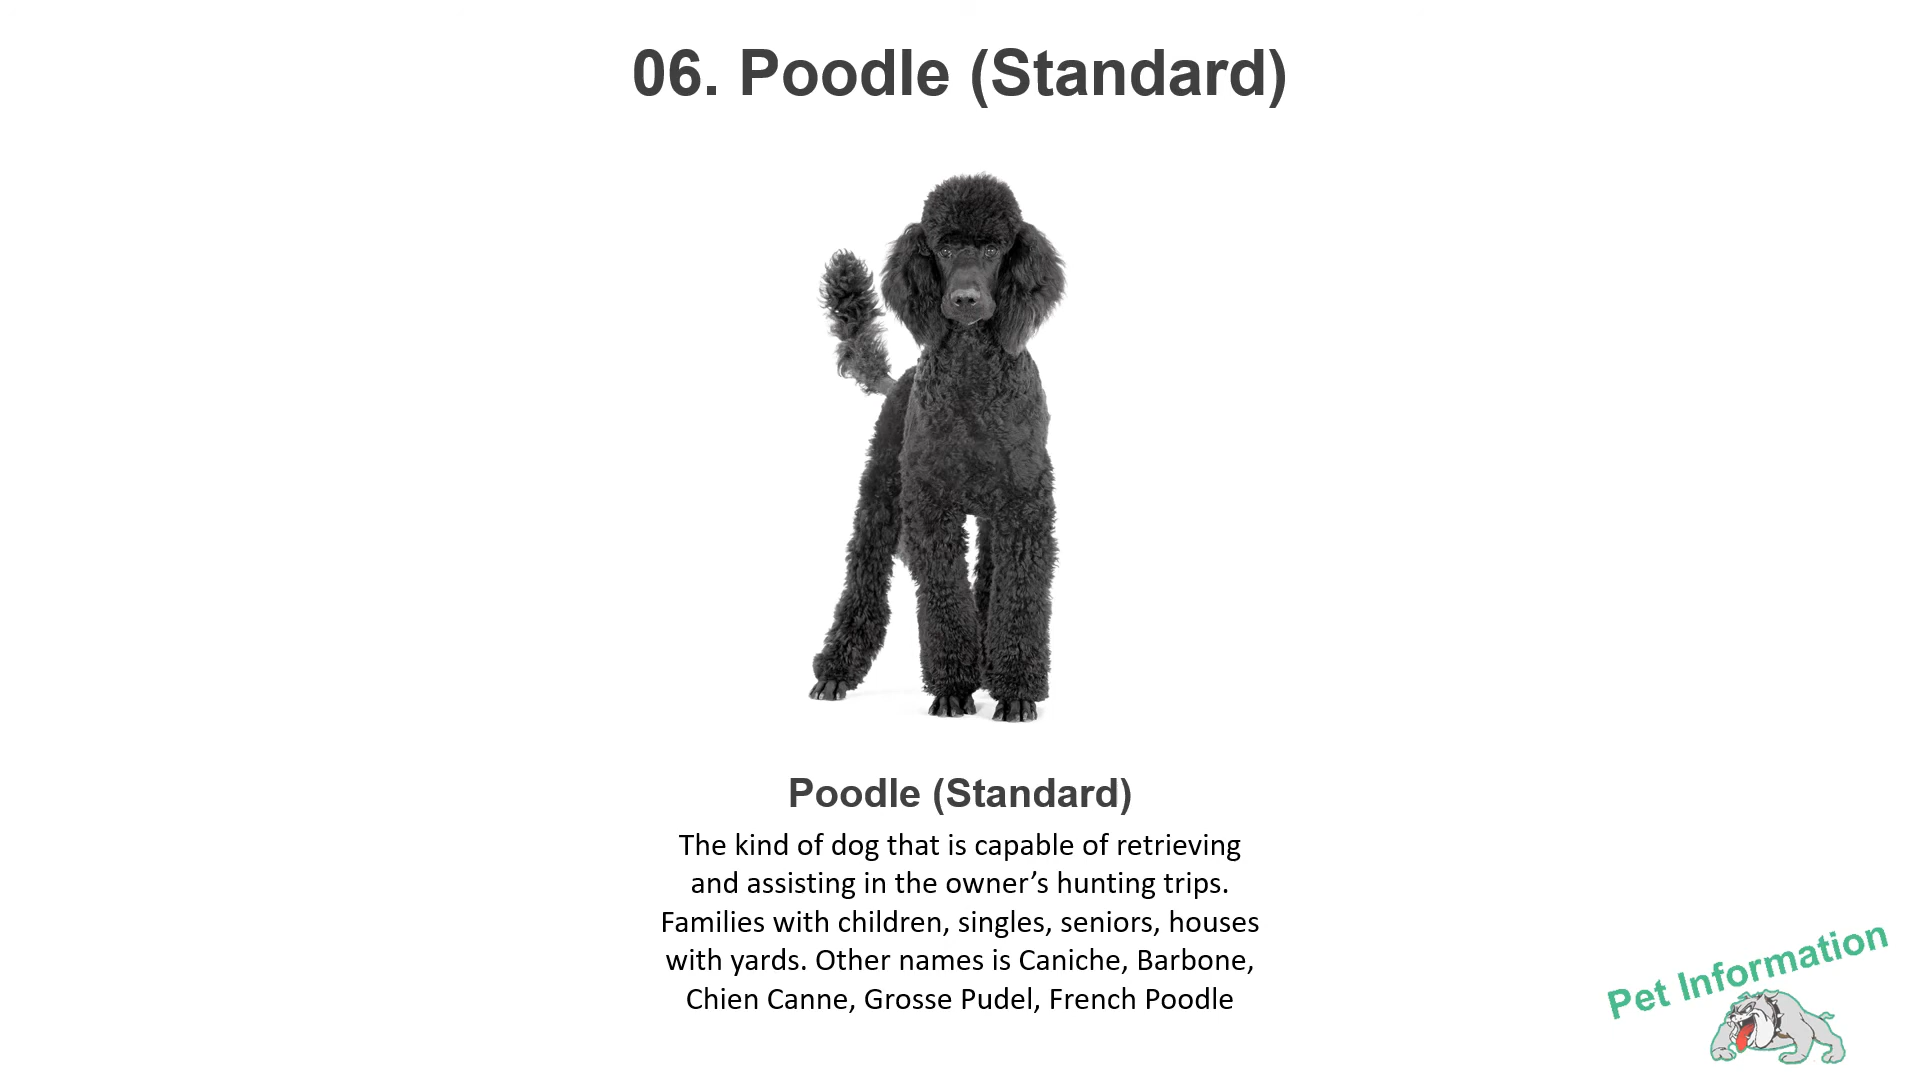 06. Poodle (Standard)
Poodle (Standard)
The kind of dog that is capable of retrieving
and assisting in the owner’s hunting trips.
Families with children, singles, seniors, houses
with yards. Other names is Caniche, Barbone,
Chien Canne, Grosse Pudel, French Poodle
Pet Information